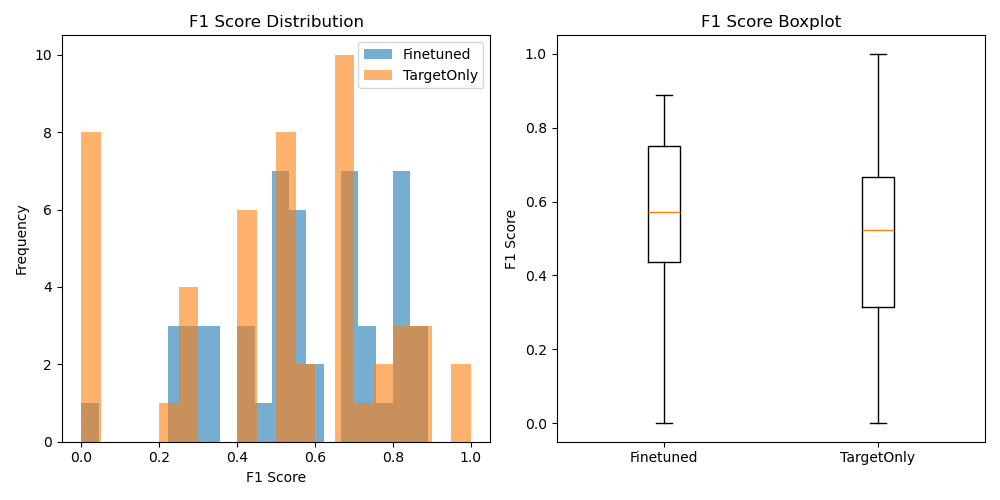 F1 Score Distribution
Finetuned
TargetOnly
10
8
6
4
2
0
Frequency
0.0 0.2 0.4 0.6 0.8 1.0
F1 Score
F1 Score Boxplot
1.0
0.8
0.6
0.4
0.2
0.0
F1 Score
Finetuned TargetOnly